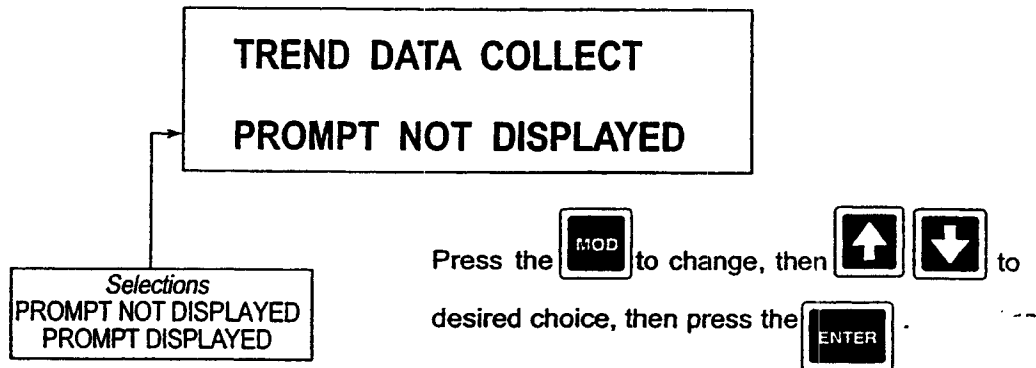 TREND DATA COLLECT
PROMPT NOT DISPLAYED
Press the MOD to change, then to
desired choice, then press the ENTER .
Selections
PROMPT NOT DISPLAYED
PROMPT DISPLAYED